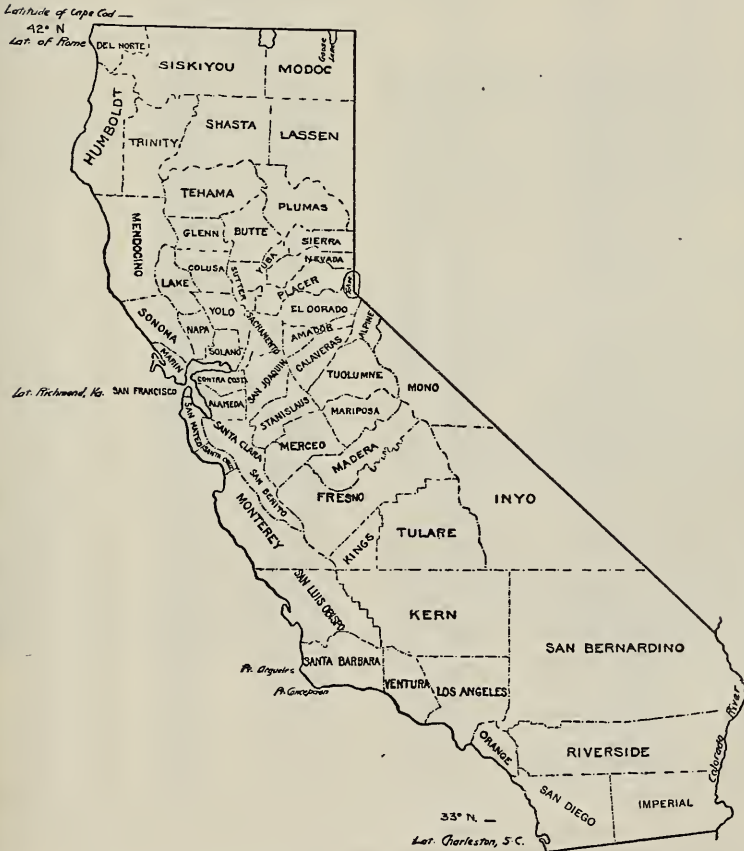 Latitude of Cape Cod —
42° N
Lat. of Rome
DEL NORTE
SISKIYOU
MODOC
Goose Lake
HUMBOLDT
TRINITY
SHASTA
LASSEN
TEHAMA
PLUMAS
MENDOCINO
GLENN
BUTTE
SIERRA
COLUSA
YUBA
NEVADA
LAKE
SUTTER
PLACER
YOLO
EL DORADO
SONOMA
NAPA
SACRAMENTO
AMADOR
ALPINE
SOLANO
CALAVERAS
MARIN
CONTRA COSTA
SAN JOAQUIN
TUOLUMNE
MONO
Lat. Richmond, Va. SAN FRANCISCO
ALAMEDA
STANISLAUS
MARIPOSA
SAN MATEO
SANTA CLARA
MERCED
SANTA CRUZ
MADERA
SAN BENITO
FRESNO
INYO
MONTEREY
KINGS
TULARE
SAN LUIS OBISPO
KERN
SAN BERNARDINO
Pt. Arguello
SANTA BARBARA
Pt. Concepcion
VENTURA
LOS ANGELES
Colorado River
ORANGE
RIVERSIDE
SAN DIEGO
IMPERIAL
33° N. —
Lat. Charleston, S.C.